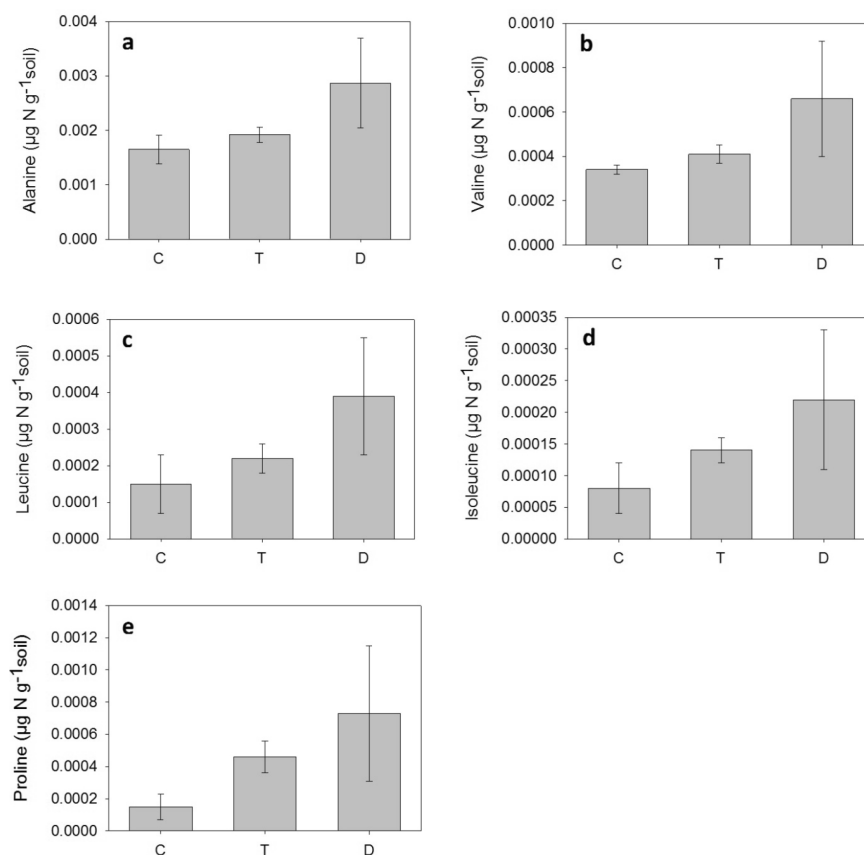 a
Alanine (µg N g⁻¹soil)
0.004
0.003
0.002
0.001
0.000
C T D
b
Valine (µg N g⁻¹soil)
0.0010
0.0008
0.0006
0.0004
0.0002
0.0000
C T D
c
Leucine (µg N g⁻¹soil)
0.0006
0.0005
0.0004
0.0003
0.0002
0.0001
0.0000
C T D
d
Isoleucine (µg N g⁻¹soil)
0.00035
0.00030
0.00025
0.00020
0.00015
0.00010
0.00005
0.00000
C T D
e
Proline (µg N g⁻¹soil)
0.0014
0.0012
0.0010
0.0008
0.0006
0.0004
0.0002
0.0000
C T D